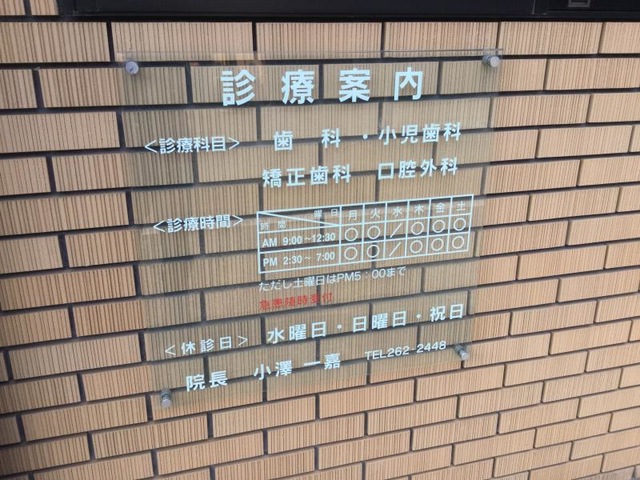 診療案内
<診療科目> 歯科・小児歯科
矯正歯科 口腔外科
<診療時間>
時間 曜日 月 火 水 木 金 土
AM 9:00~12:30 ○ ○ / ○ ○ ○
PM 2:30~7:00 ○ ○ / ○ ○ ○
ただし土曜日はPM5:00まで
急患随時受付
<休診日> 水曜日・日曜日・祝日
院長 小澤一嘉 TEL262-2448